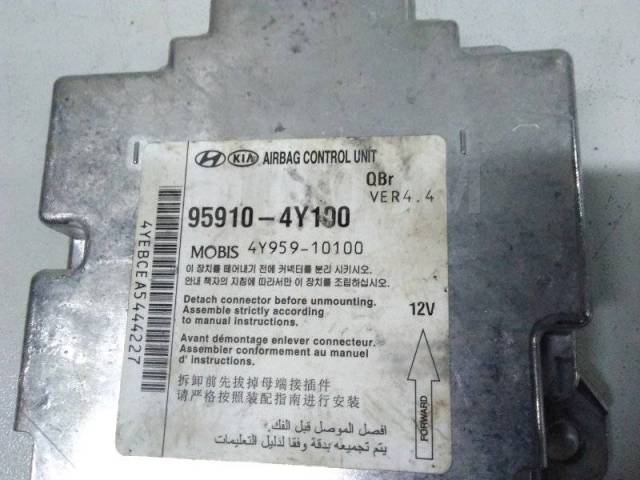 HYUNDAI KIA AIRBAG CONTROL UNIT
QBr
VER4.4
95910-4Y100
MOBIS 4Y959-10100
이 장치를 떼어내기 전에 커넥터를 분리 시키시오.
안내 책자의 지침에 따라서만 이 장치를 조립하십시오.
Detach connector before unmounting.
Assemble strictly according
to manual instructions.
12V
Avant démontage enlever connecteur.
Assembler conformement au manuel
d' instructions.
拆卸前先拔掉母端接插件
请严格按照装配指南进行安装
افصل الموصل قبل الفك.
يتم تجميعه بدقة وفقا لدليل التعليمات
FORWARD
4YEBCEA5444227